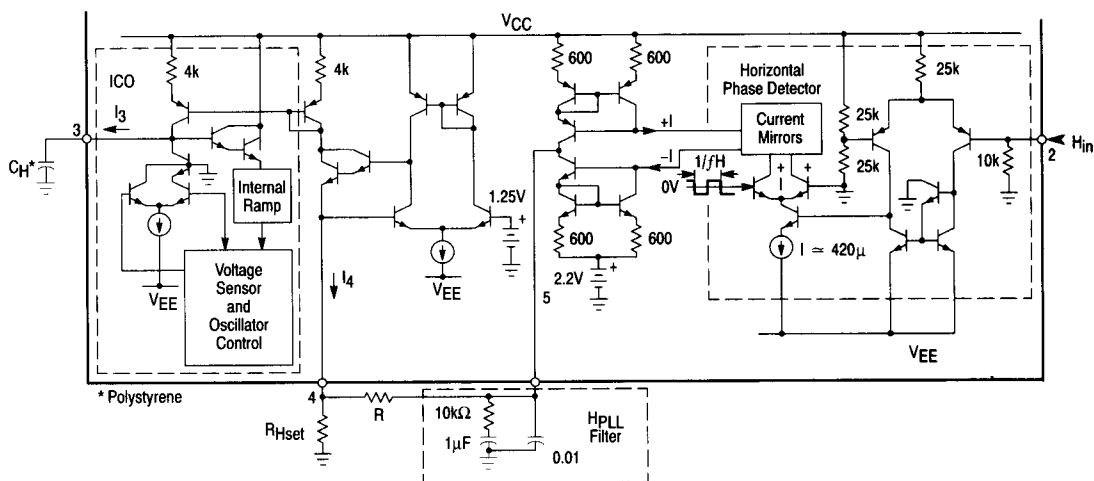 VCC
ICO
4k
4k
600
600
Horizontal
Phase Detector
25k
3
I3
+I
Current
Mirrors
25k
25k
10k
Hin
2
CH*
–I
1/fH
0V
+
+
I
Internal
Ramp
1.25V
+
600
600
I ≃ 420μ
VEE
I4
VEE
5
2.2V
+
Voltage
Sensor
and
Oscillator
Control
VEE
* Polystyrene
4
R
10kΩ
HPLL
Filter
RHset
1μF
0.01